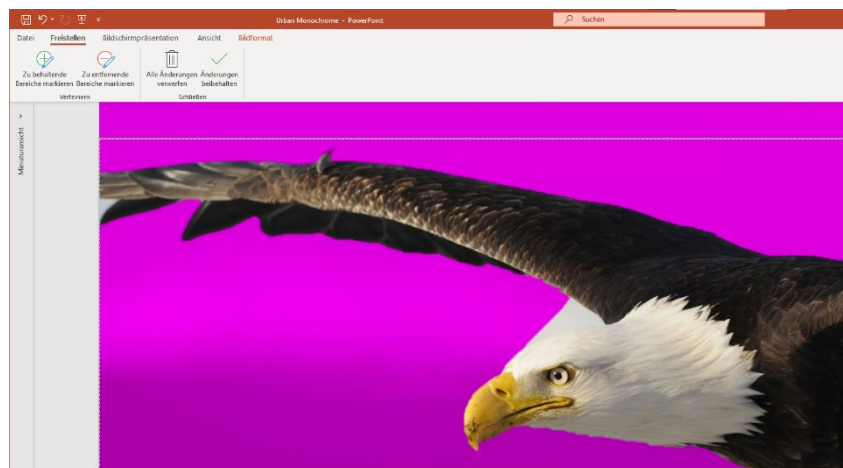 Urban Monochrome - PowerPoint
Suchen
Datei Freistellen Bildschirmpräsentation Ansicht Bildformat
Zu behaltende Bereiche markieren
Zu entfernende Bereiche markieren
Alle Änderungen verwerfen
Änderungen beibehalten
Verfeinern
Schließen
Miniaturansicht